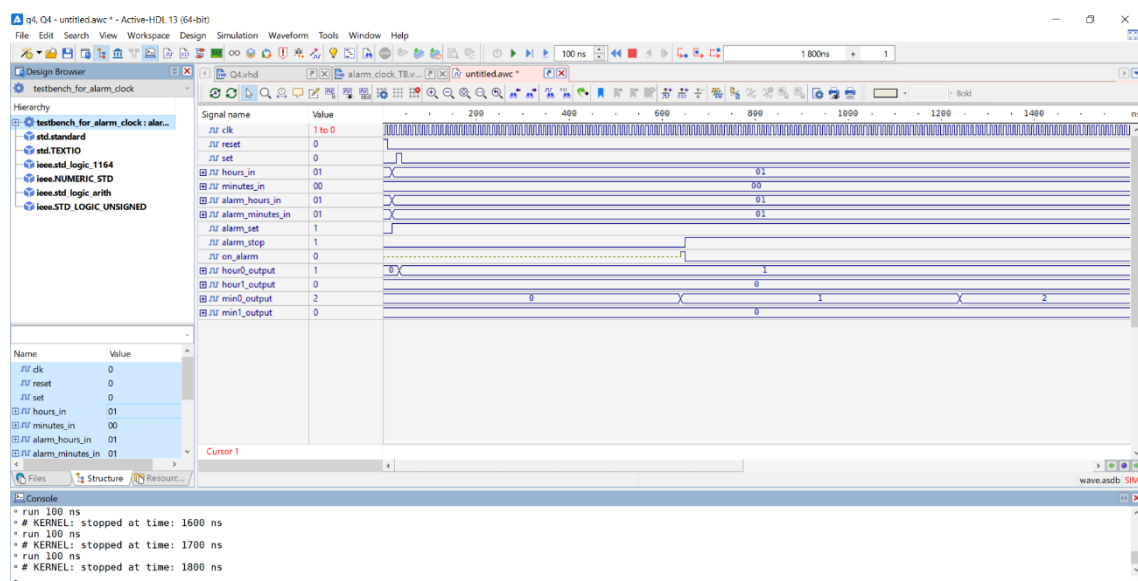 q4, Q4 - untitled.awc * - Active-HDL 13 (64-bit)
File Edit Search View Workspace Design Simulation Waveform Tools Window Help
100 ns 1 800ns + 1
Design Browser
Q4.vhd alarm_clock_TB.v... untitled.awc *
testbench_for_alarm_clock
Bold
Hierarchy
Signal name Value 200 400 600 800 1000 1200 1400 ns
testbench_for_alarm_clock : alar...
clk 1 to 0
std.standard
reset 0
std.TEXTIO
set 0
ieee.std_logic_1164
hours_in 01 01
ieee.NUMERIC_STD
minutes_in 00 00
ieee.std_logic_arith
alarm_hours_in 01 01
ieee.STD_LOGIC_UNSIGNED
alarm_minutes_in 01 01
alarm_set 1
alarm_stop 1
on_alarm 0
hour0_output 1 0 1
hour1_output 0 0
min0_output 2 0 1 2
min1_output 0 0
Name Value
clk 0
reset 0
set 0
hours_in 01
minutes_in 00
alarm_hours_in 01
alarm_minutes_in 01
Cursor 1
Files Structure Resourc...
wave.asdb SIM
Console
run 100 ns
# KERNEL: stopped at time: 1600 ns
run 100 ns
# KERNEL: stopped at time: 1700 ns
run 100 ns
# KERNEL: stopped at time: 1800 ns